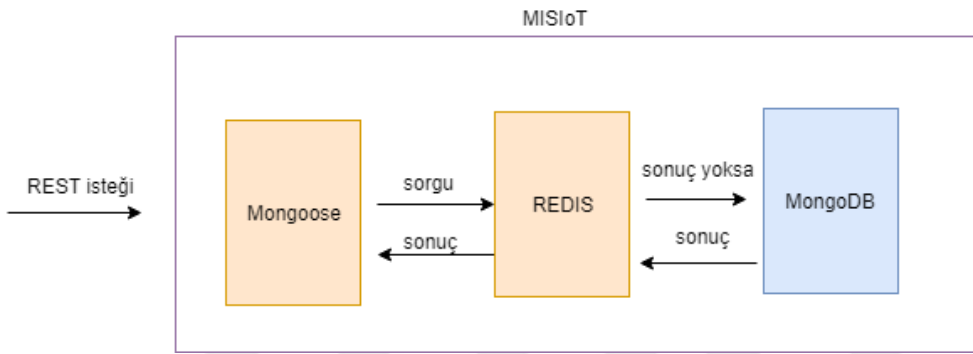 MISIoT
REST isteği
Mongoose
sorgu
sonuç
REDIS
sonuç yoksa
sonuç
MongoDB